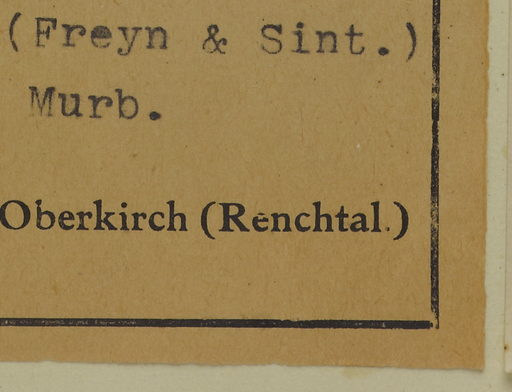 (Freyn & Sint.)
Murb.
Oberkirch (Renchtal.)